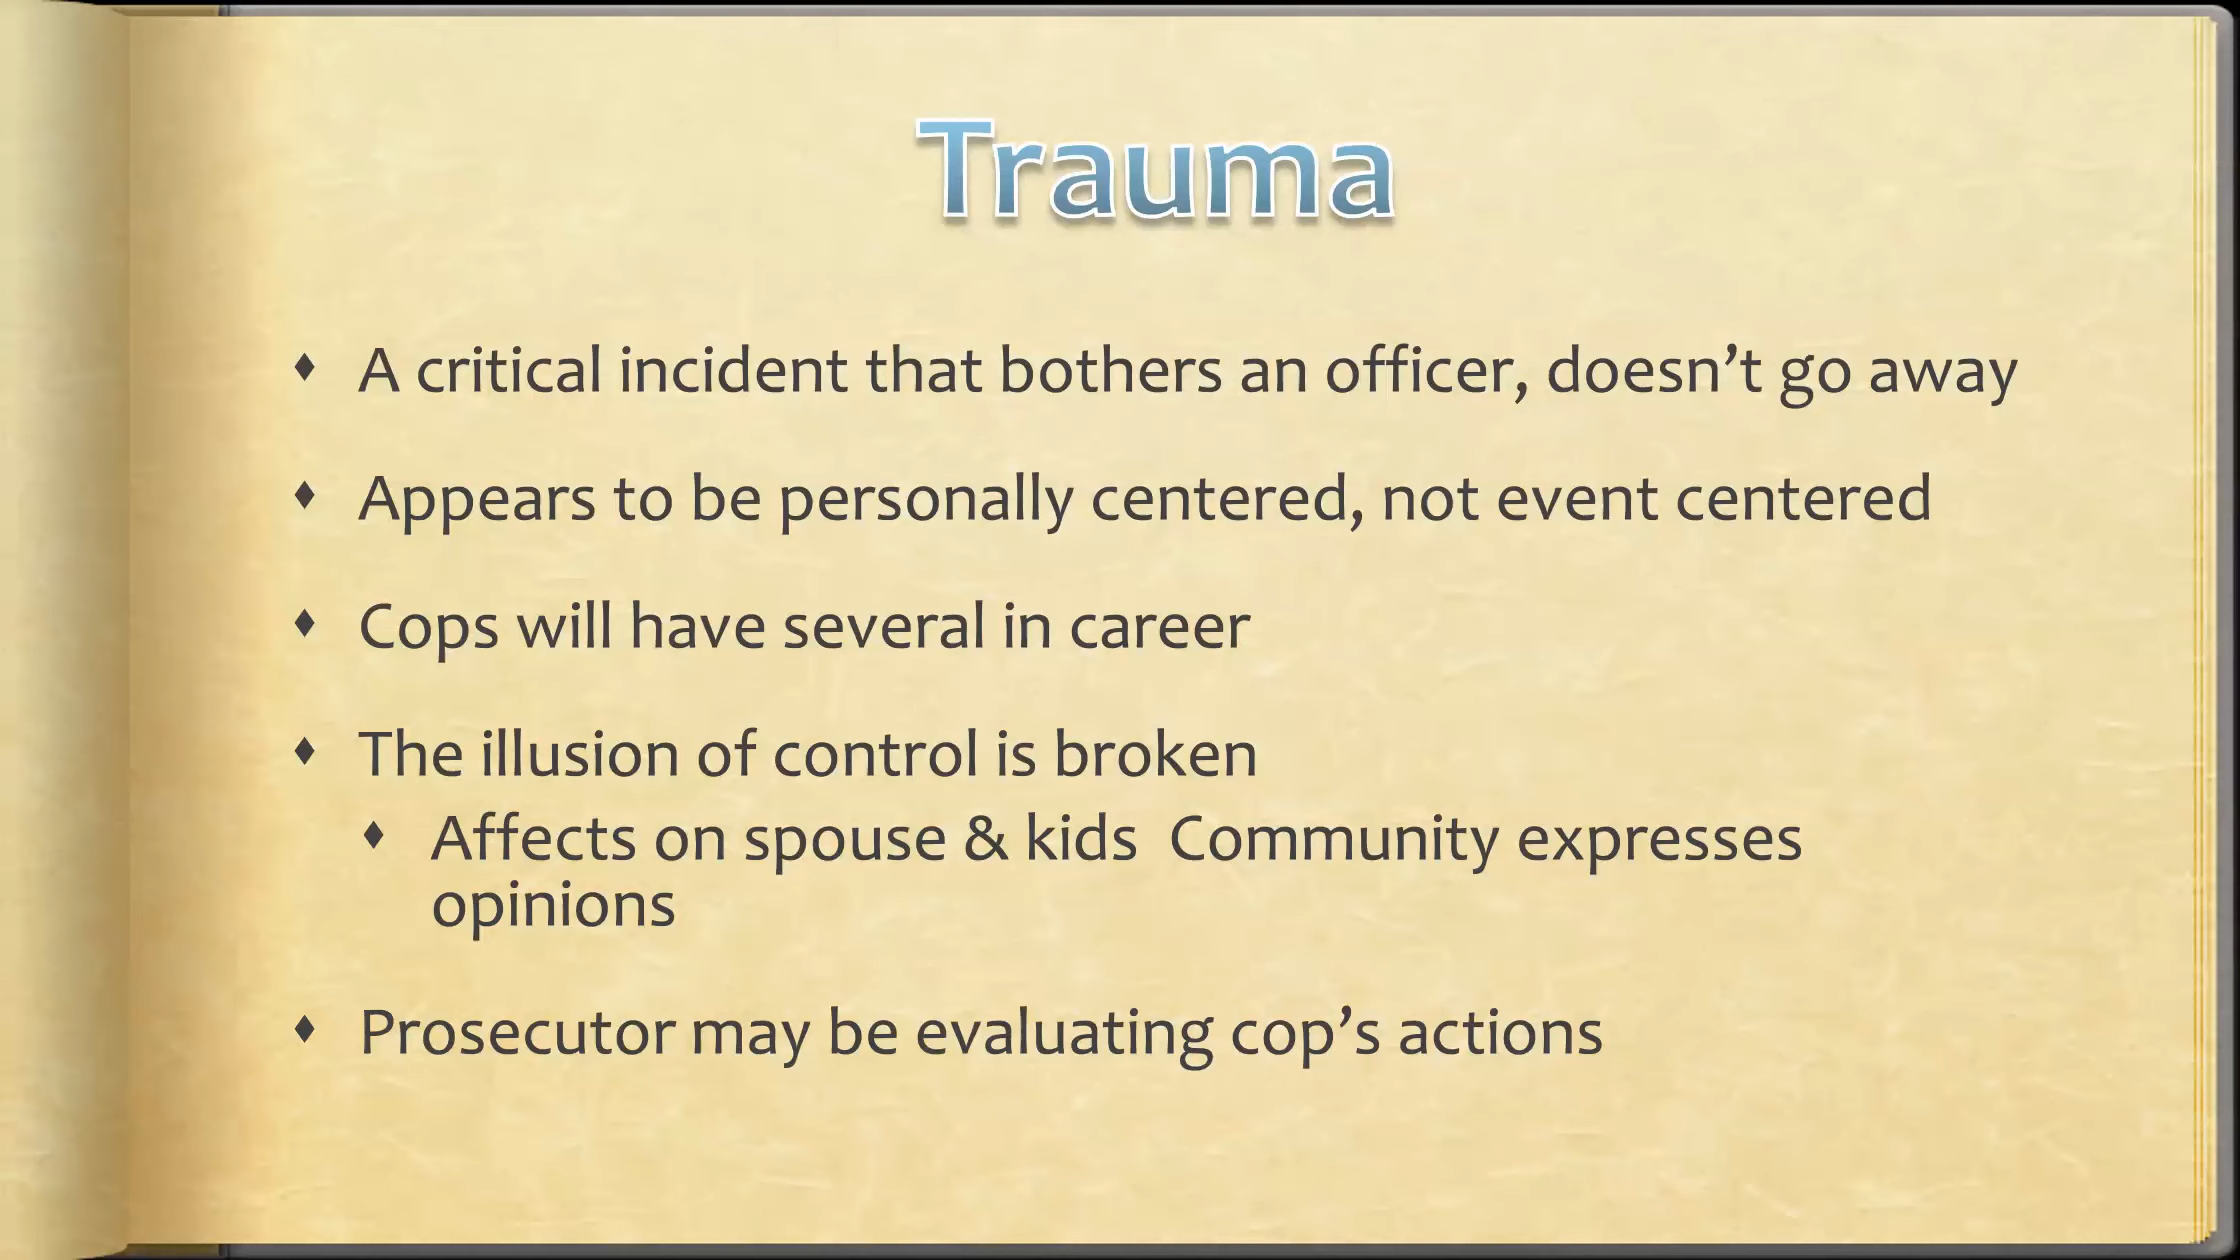 Trauma
♦ A critical incident that bothers an officer, doesn’t go away
♦ Appears to be personally centered, not event centered
♦ Cops will have several in career
♦ The illusion of control is broken
♦ Affects on spouse & kids  Community expresses
opinions
♦ Prosecutor may be evaluating cop’s actions